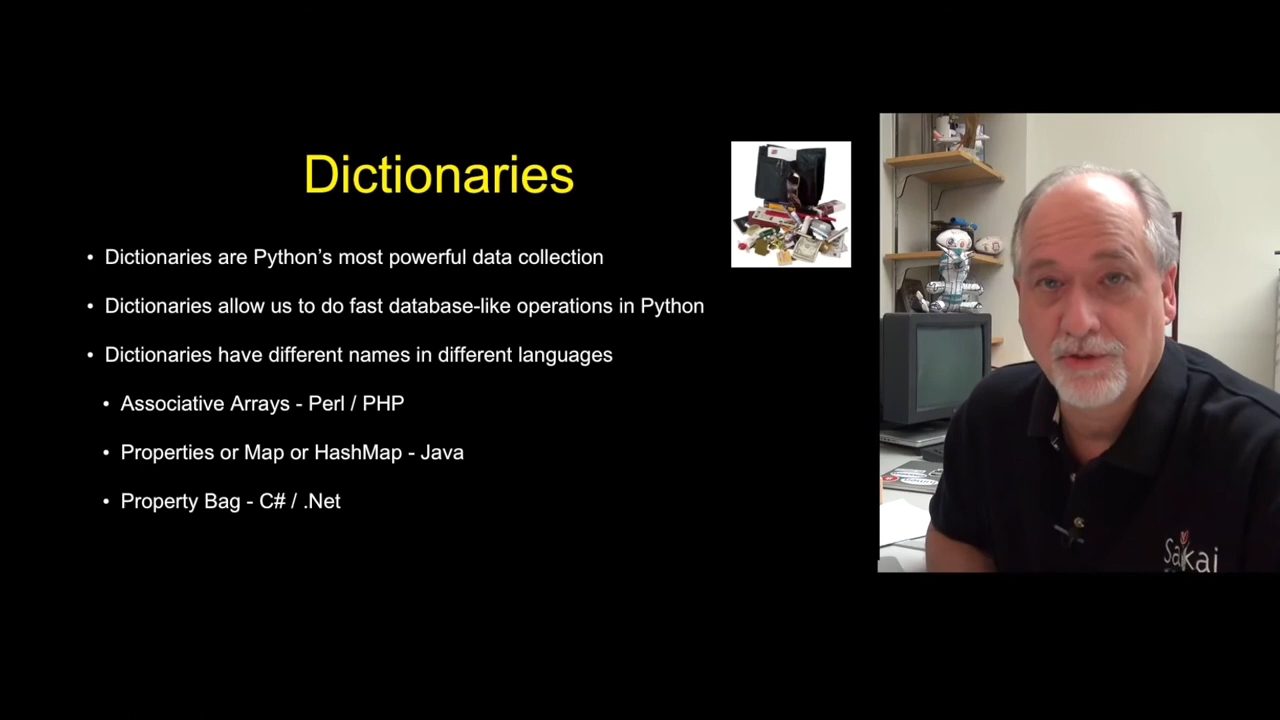 Dictionaries
• Dictionaries are Python’s most powerful data collection
• Dictionaries allow us to do fast database-like operations in Python
• Dictionaries have different names in different languages
• Associative Arrays - Perl / PHP
• Properties or Map or HashMap - Java
• Property Bag - C# / .Net
Sakai